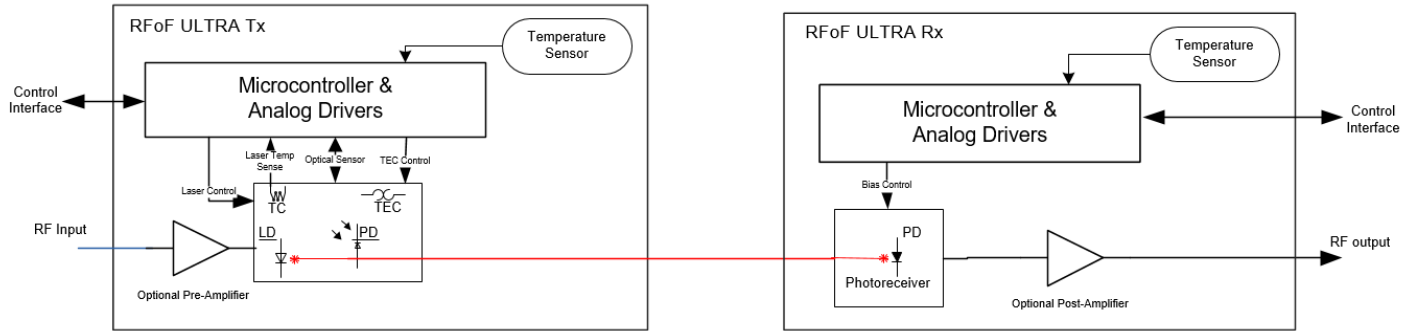 RFoF ULTRA Tx
Temperature
Sensor
Microcontroller &
Analog Drivers
Control
Interface
Laser Temp
Sense
Optical Sensor
TEC Control
Laser Control
TC
TEC
RF Input
LD
PD
Optional Pre-Amplifier
RFoF ULTRA Rx
Temperature
Sensor
Microcontroller &
Analog Drivers
Control
Interface
Bias Control
PD
Photoreceiver
RF output
Optional Post-Amplifier